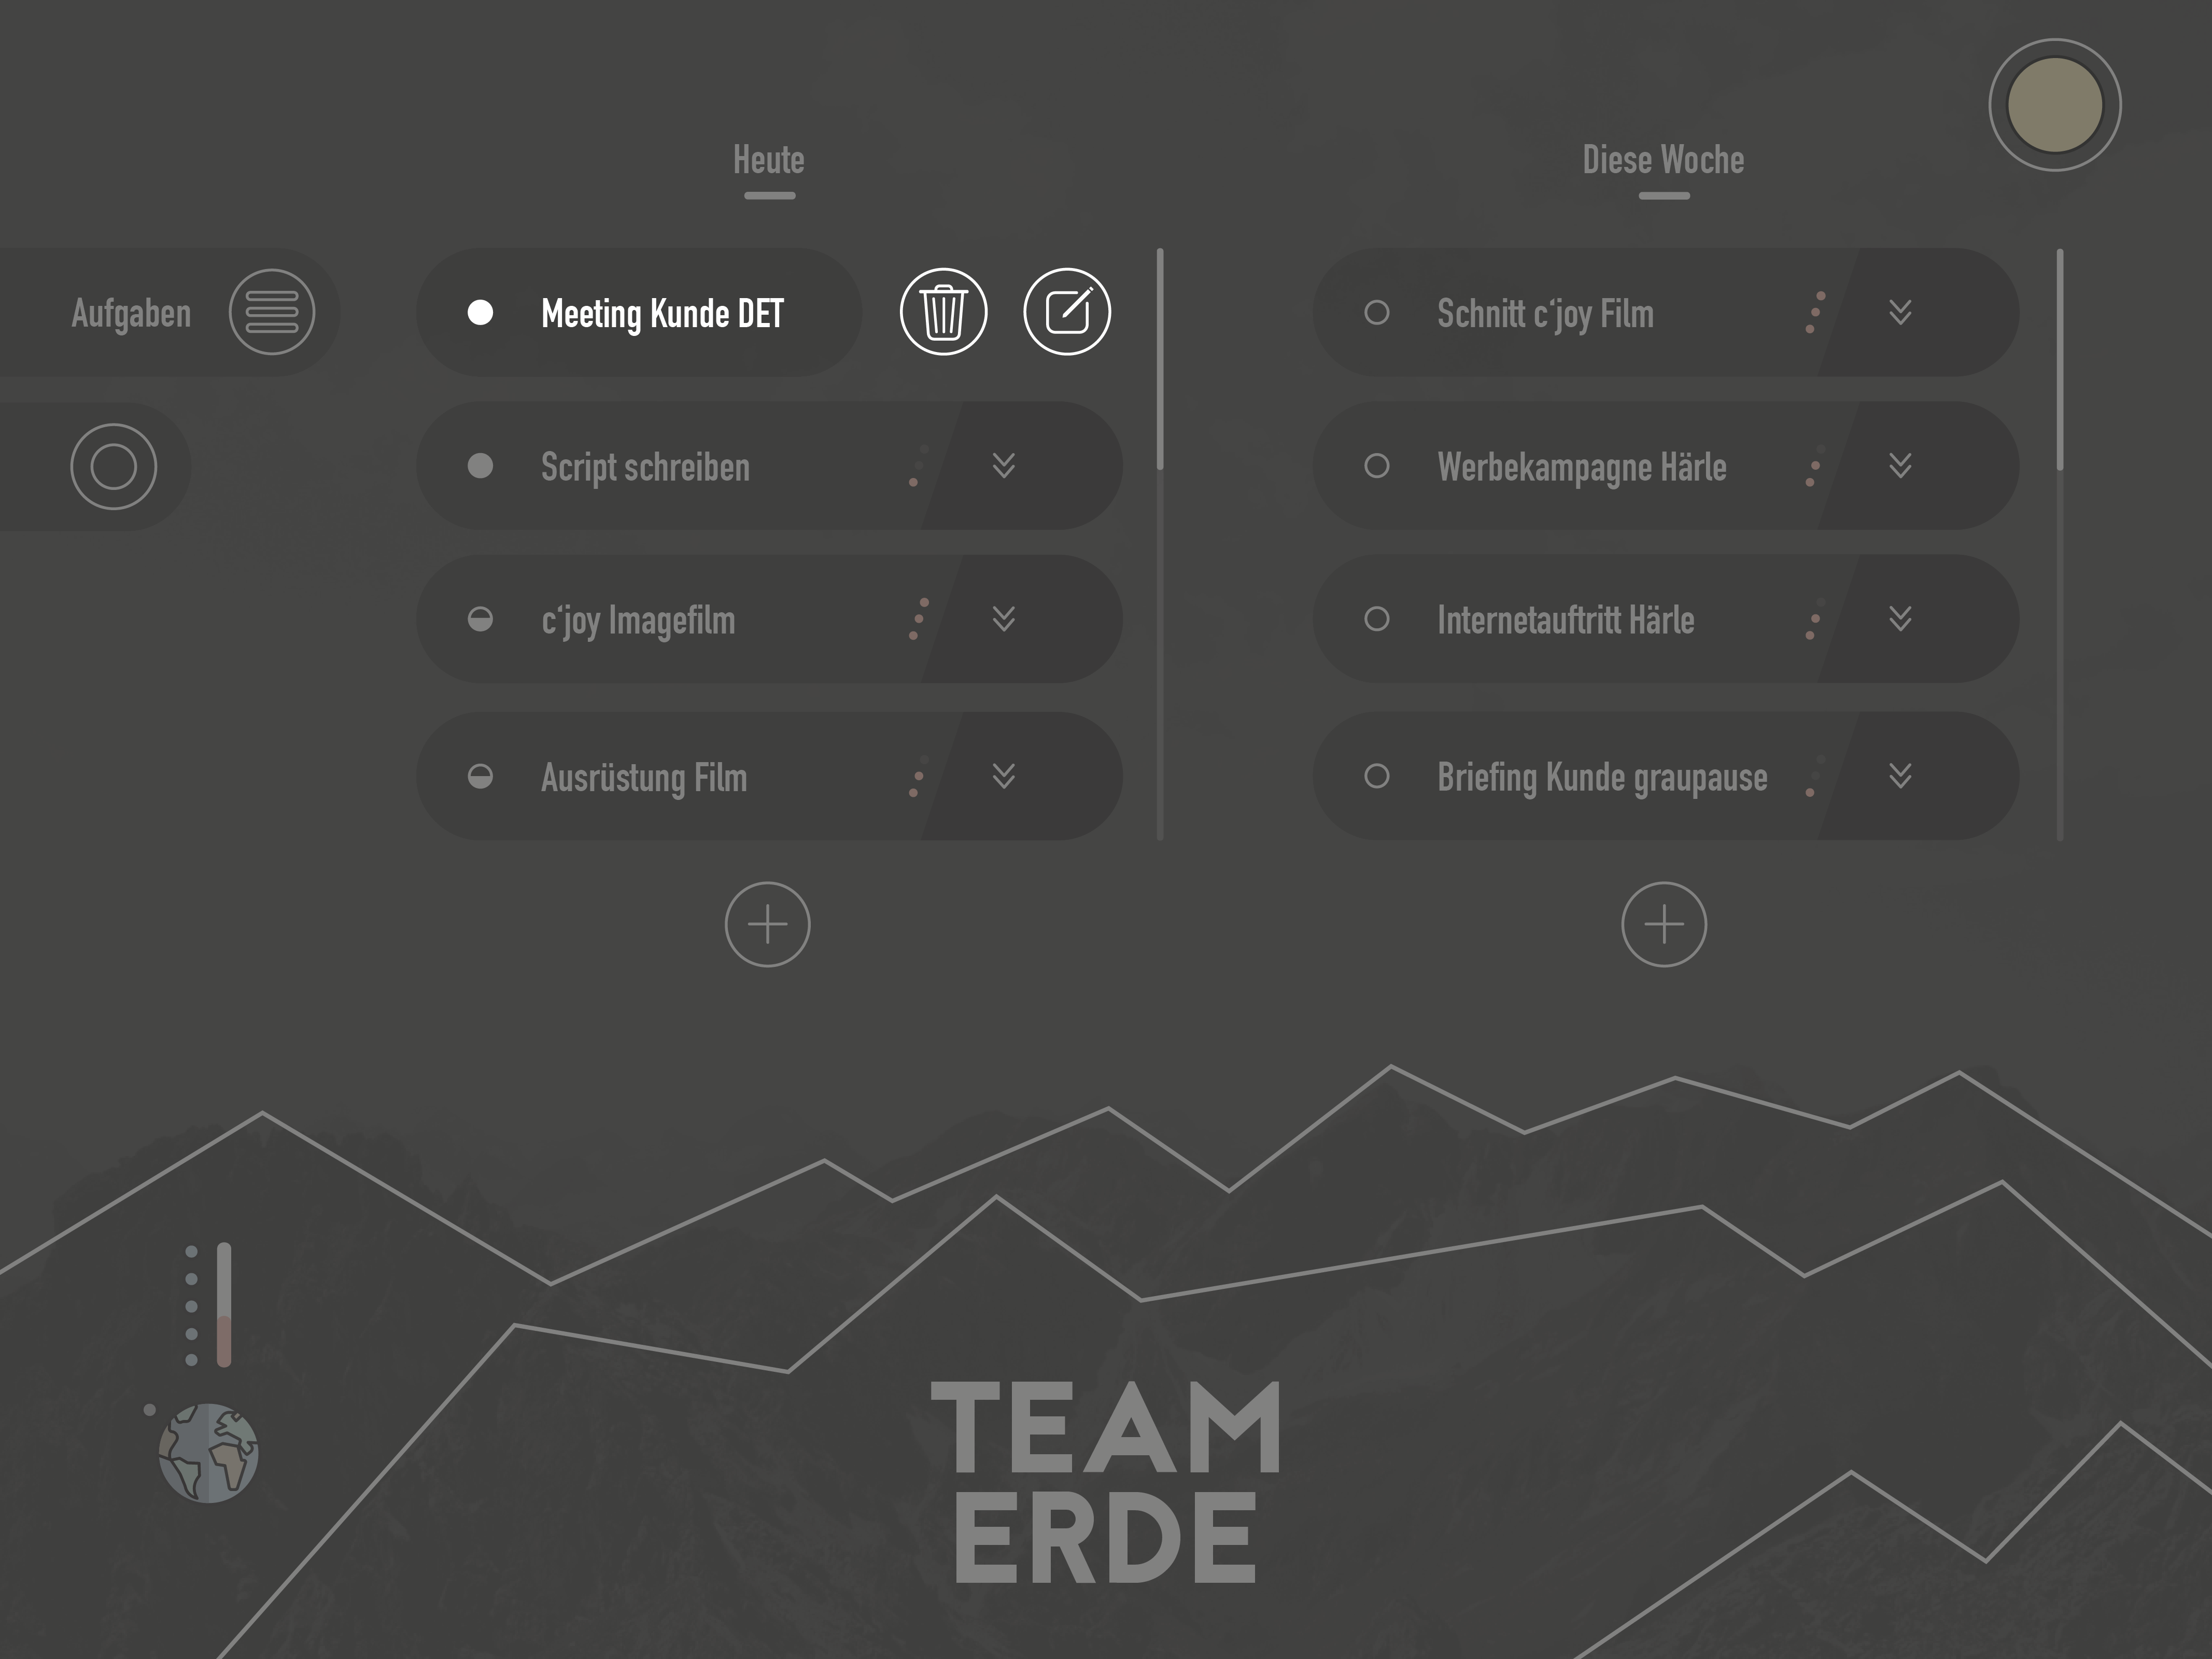 Heute
Diese Woche
Aufgaben
Meeting Kunde DET
Script schreiben
c'joy Imagefilm
Ausrüstung Film
Schnitt c'joy Film
Werbekampagne Härle
Internetauftritt Härle
Briefing Kunde graupause
TEAM
ERDE